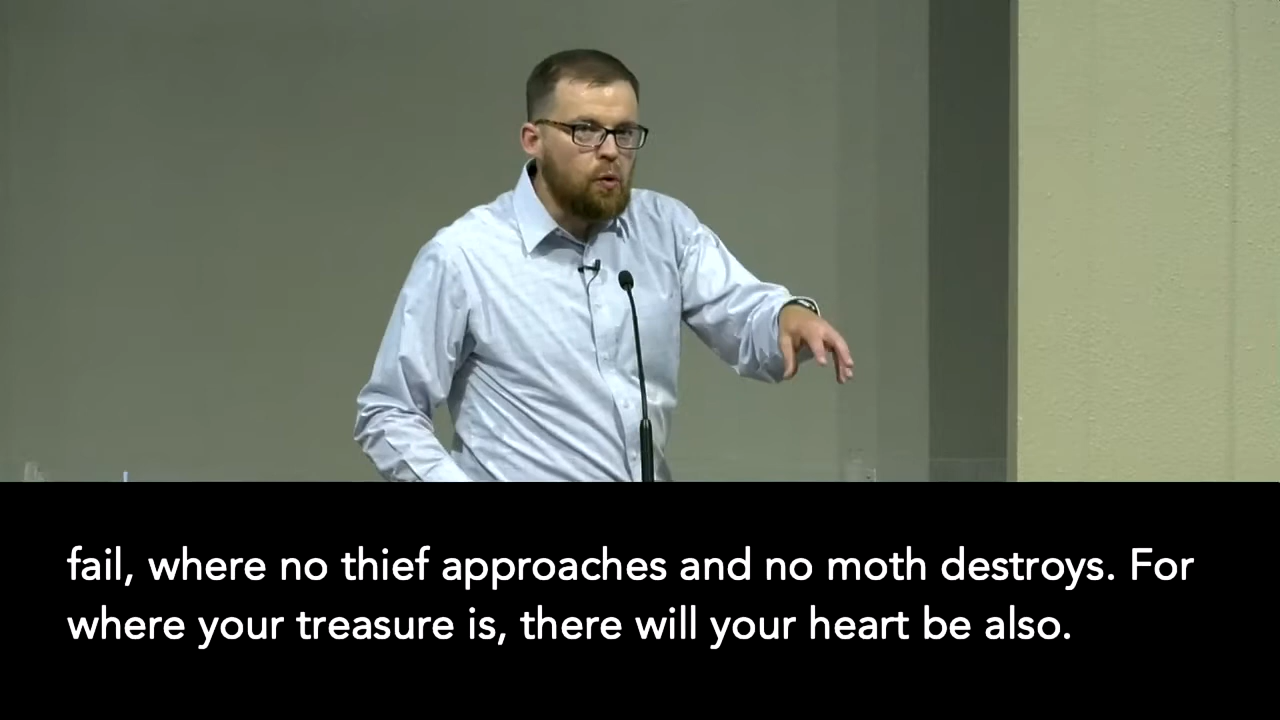 fail, where no thief approaches and no moth destroys. For
where your treasure is, there will your heart be also.